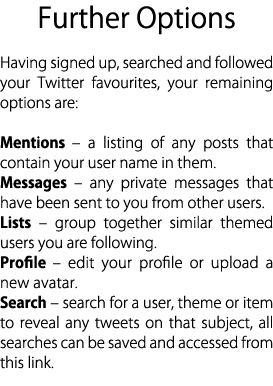 Further Options
Having signed up, searched and followed
your Twitter favourites, your remaining
options are:
Mentions – a listing of any posts that
contain your user name in them.
Messages – any private messages that
have been sent to you from other users.
Lists – group together similar themed
users you are following.
Profile – edit your profile or upload a
new avatar.
Search – search for a user, theme or item
to reveal any tweets on that subject, all
searches can be saved and accessed from
this link.